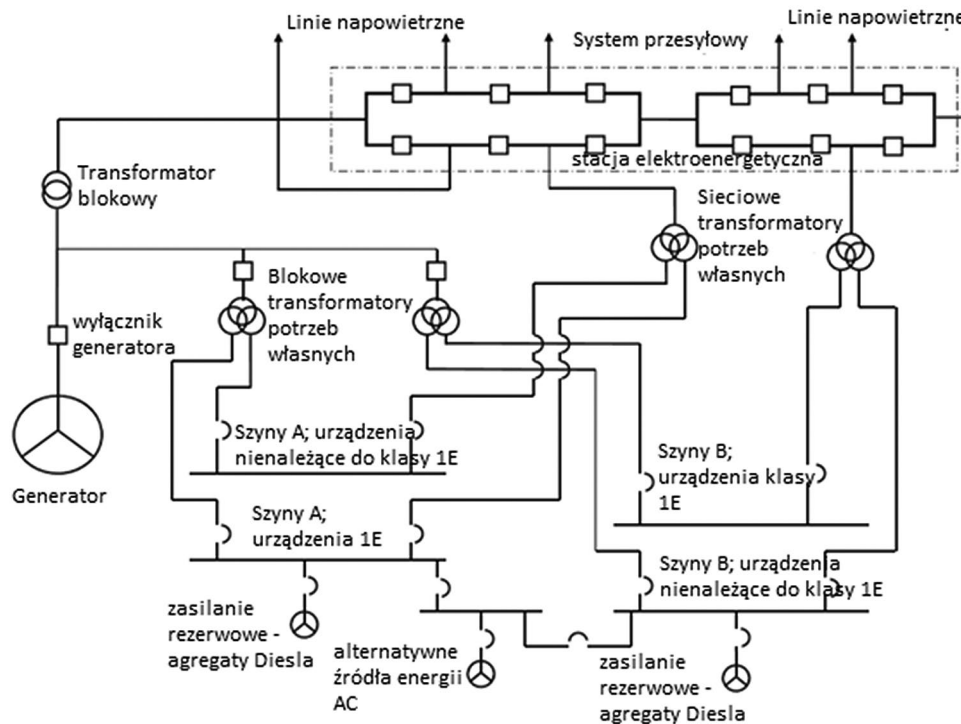 Linie napowietrzne
Linie napowietrzne
System przesyłowy
stacja elektroenergetyczna
Transformator
blokowy
Sieciowe
transformatory
potrzeb
własnych
Blokowe
transformatory
potrzeb
własnych
wyłącznik
generatora
Generator
Szyny A; urządzenia
nienależące do klasy 1E
Szyny B;
urządzenia klasy
1E
Szyny A;
urządzenia 1E
Szyny B; urządzenia
nienależące do klasy 1E
zasilanie
rezerwowe -
agregaty Diesla
alternatywne
źródła energii
AC
zasilanie
rezerwowe -
agregaty Diesla